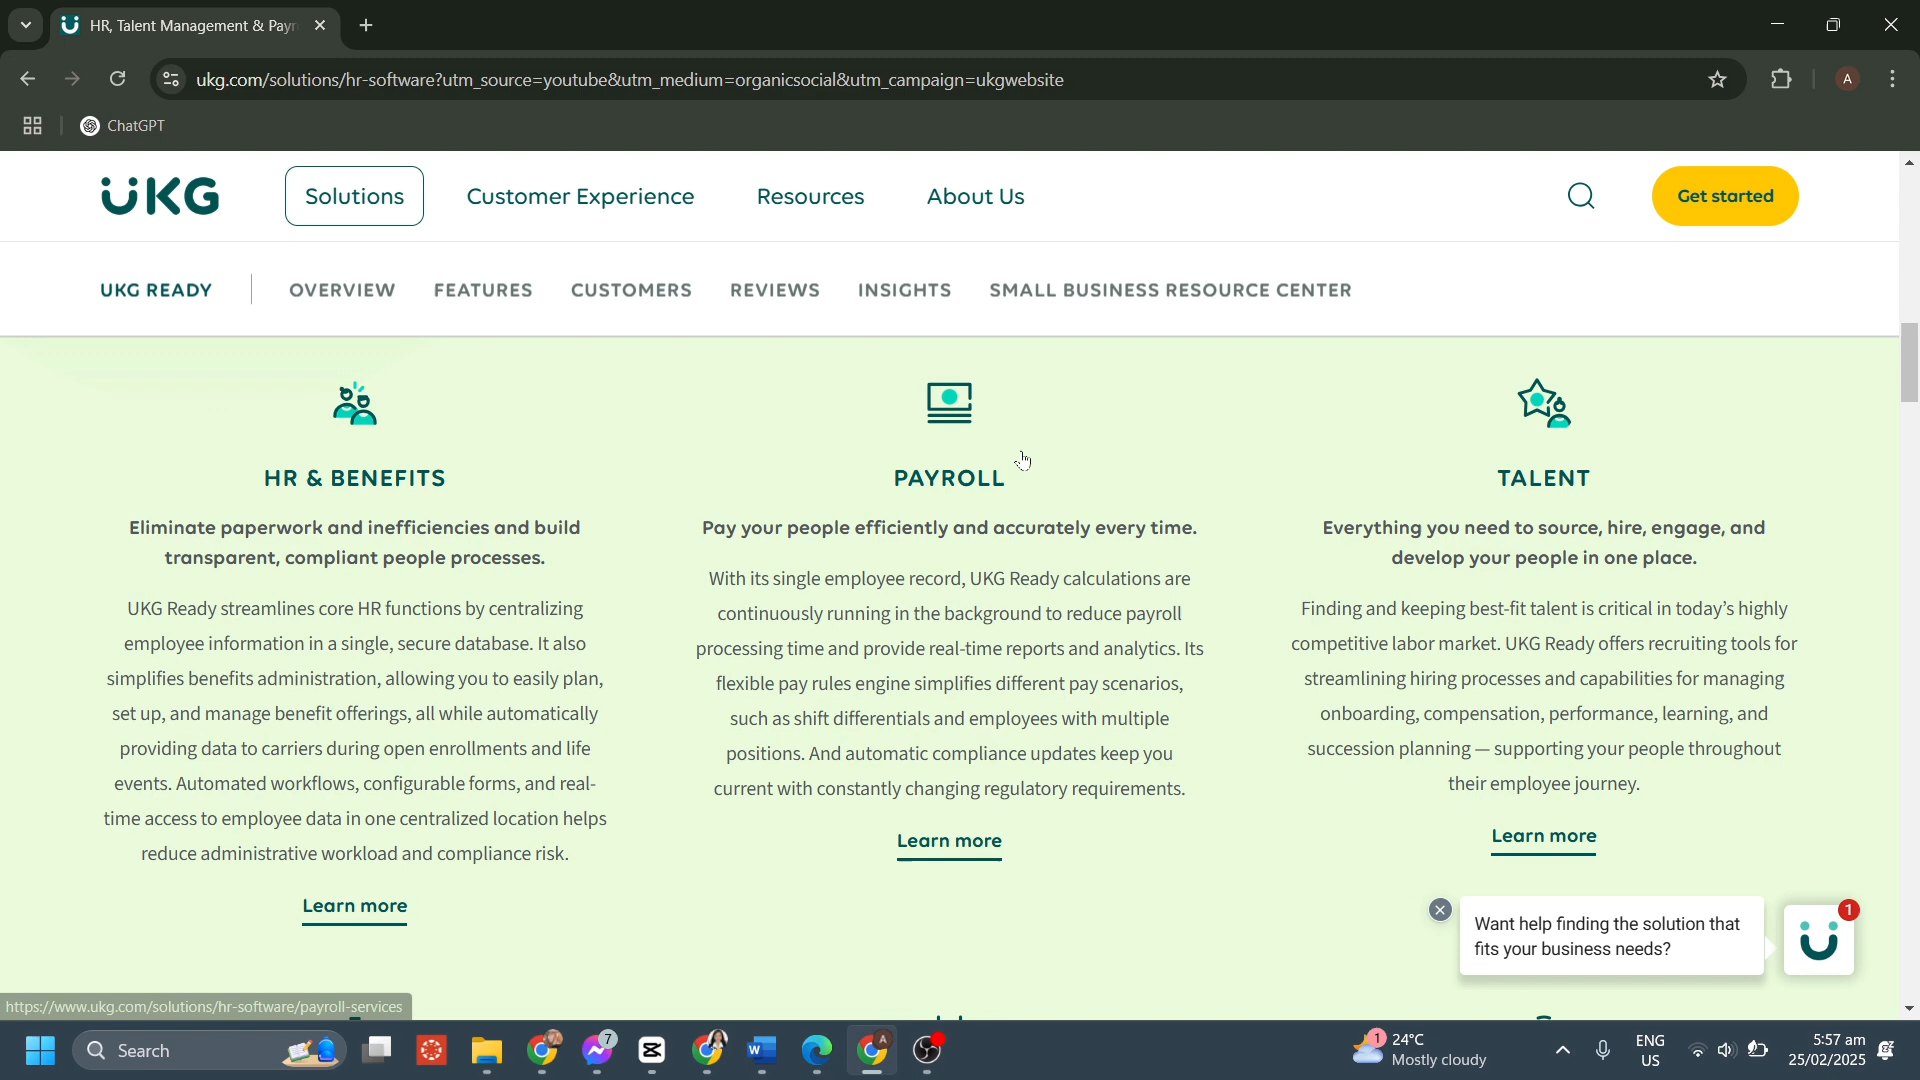 HR, Talent Management & Payr
ukg.com/solutions/hr-software?utm_source=youtube&utm_medium=organicsocial&utm_campaign=ukgwebsite
A
ChatGPT
UKG
Solutions
Customer Experience
Resources
About Us
Get started
UKG READY
OVERVIEW
FEATURES
CUSTOMERS
REVIEWS
INSIGHTS
SMALL BUSINESS RESOURCE CENTER
HR & BENEFITS
Eliminate paperwork and inefficiencies and build
transparent, compliant people processes.
UKG Ready streamlines core HR functions by centralizing
employee information in a single, secure database. It also
simplifies benefits administration, allowing you to easily plan,
set up, and manage benefit offerings, all while automatically
providing data to carriers during open enrollments and life
events. Automated workflows, configurable forms, and real-
time access to employee data in one centralized location helps
reduce administrative workload and compliance risk.
Learn more
PAYROLL
Pay your people efficiently and accurately every time.
With its single employee record, UKG Ready calculations are
continuously running in the background to reduce payroll
processing time and provide real-time reports and analytics. Its
flexible pay rules engine simplifies different pay scenarios,
such as shift differentials and employees with multiple
positions. And automatic compliance updates keep you
current with constantly changing regulatory requirements.
Learn more
TALENT
Everything you need to source, hire, engage, and
develop your people in one place.
Finding and keeping best-fit talent is critical in today's highly
competitive labor market. UKG Ready offers recruiting tools for
streamlining hiring processes and capabilities for managing
onboarding, compensation, performance, learning, and
succession planning — supporting your people throughout
their employee journey.
Learn more
Want help finding the solution that
fits your business needs?
1
https://www.ukg.com/solutions/hr-software/payroll-services
Search
7
A
1
24°C
Mostly cloudy
ENG
US
5:57 am
25/02/2025